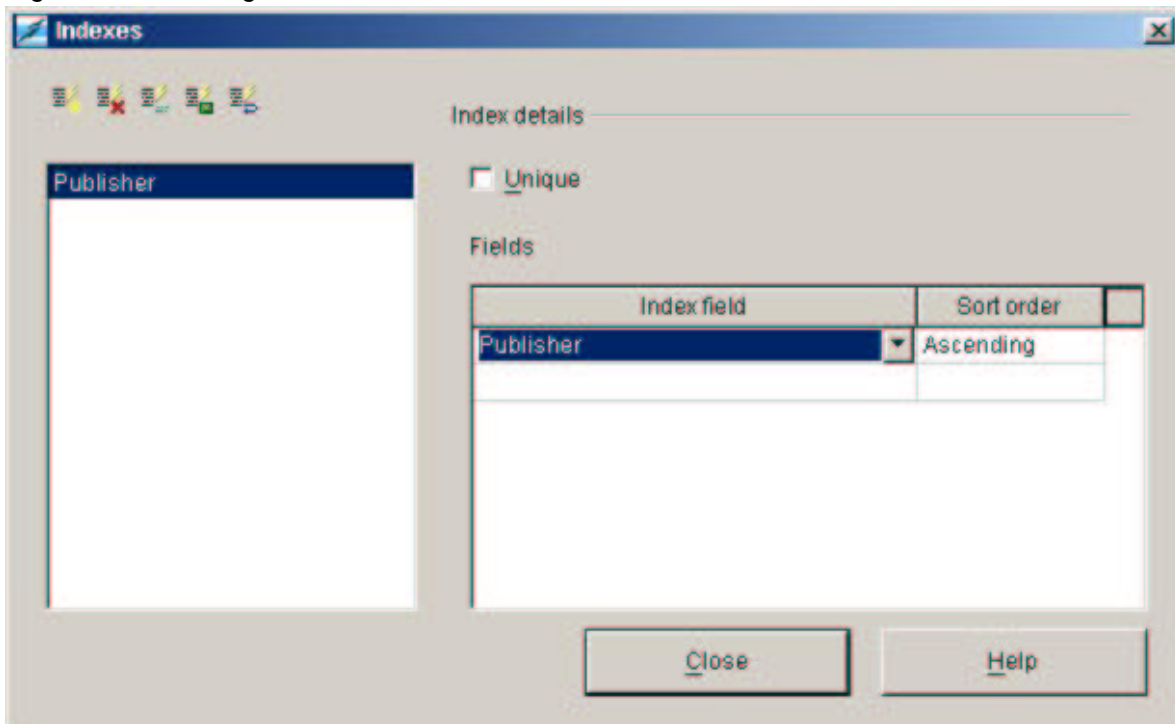 Indexes
Index details
Publisher
Unique
Fields
Index field Sort order
Publisher Ascending
Close Help